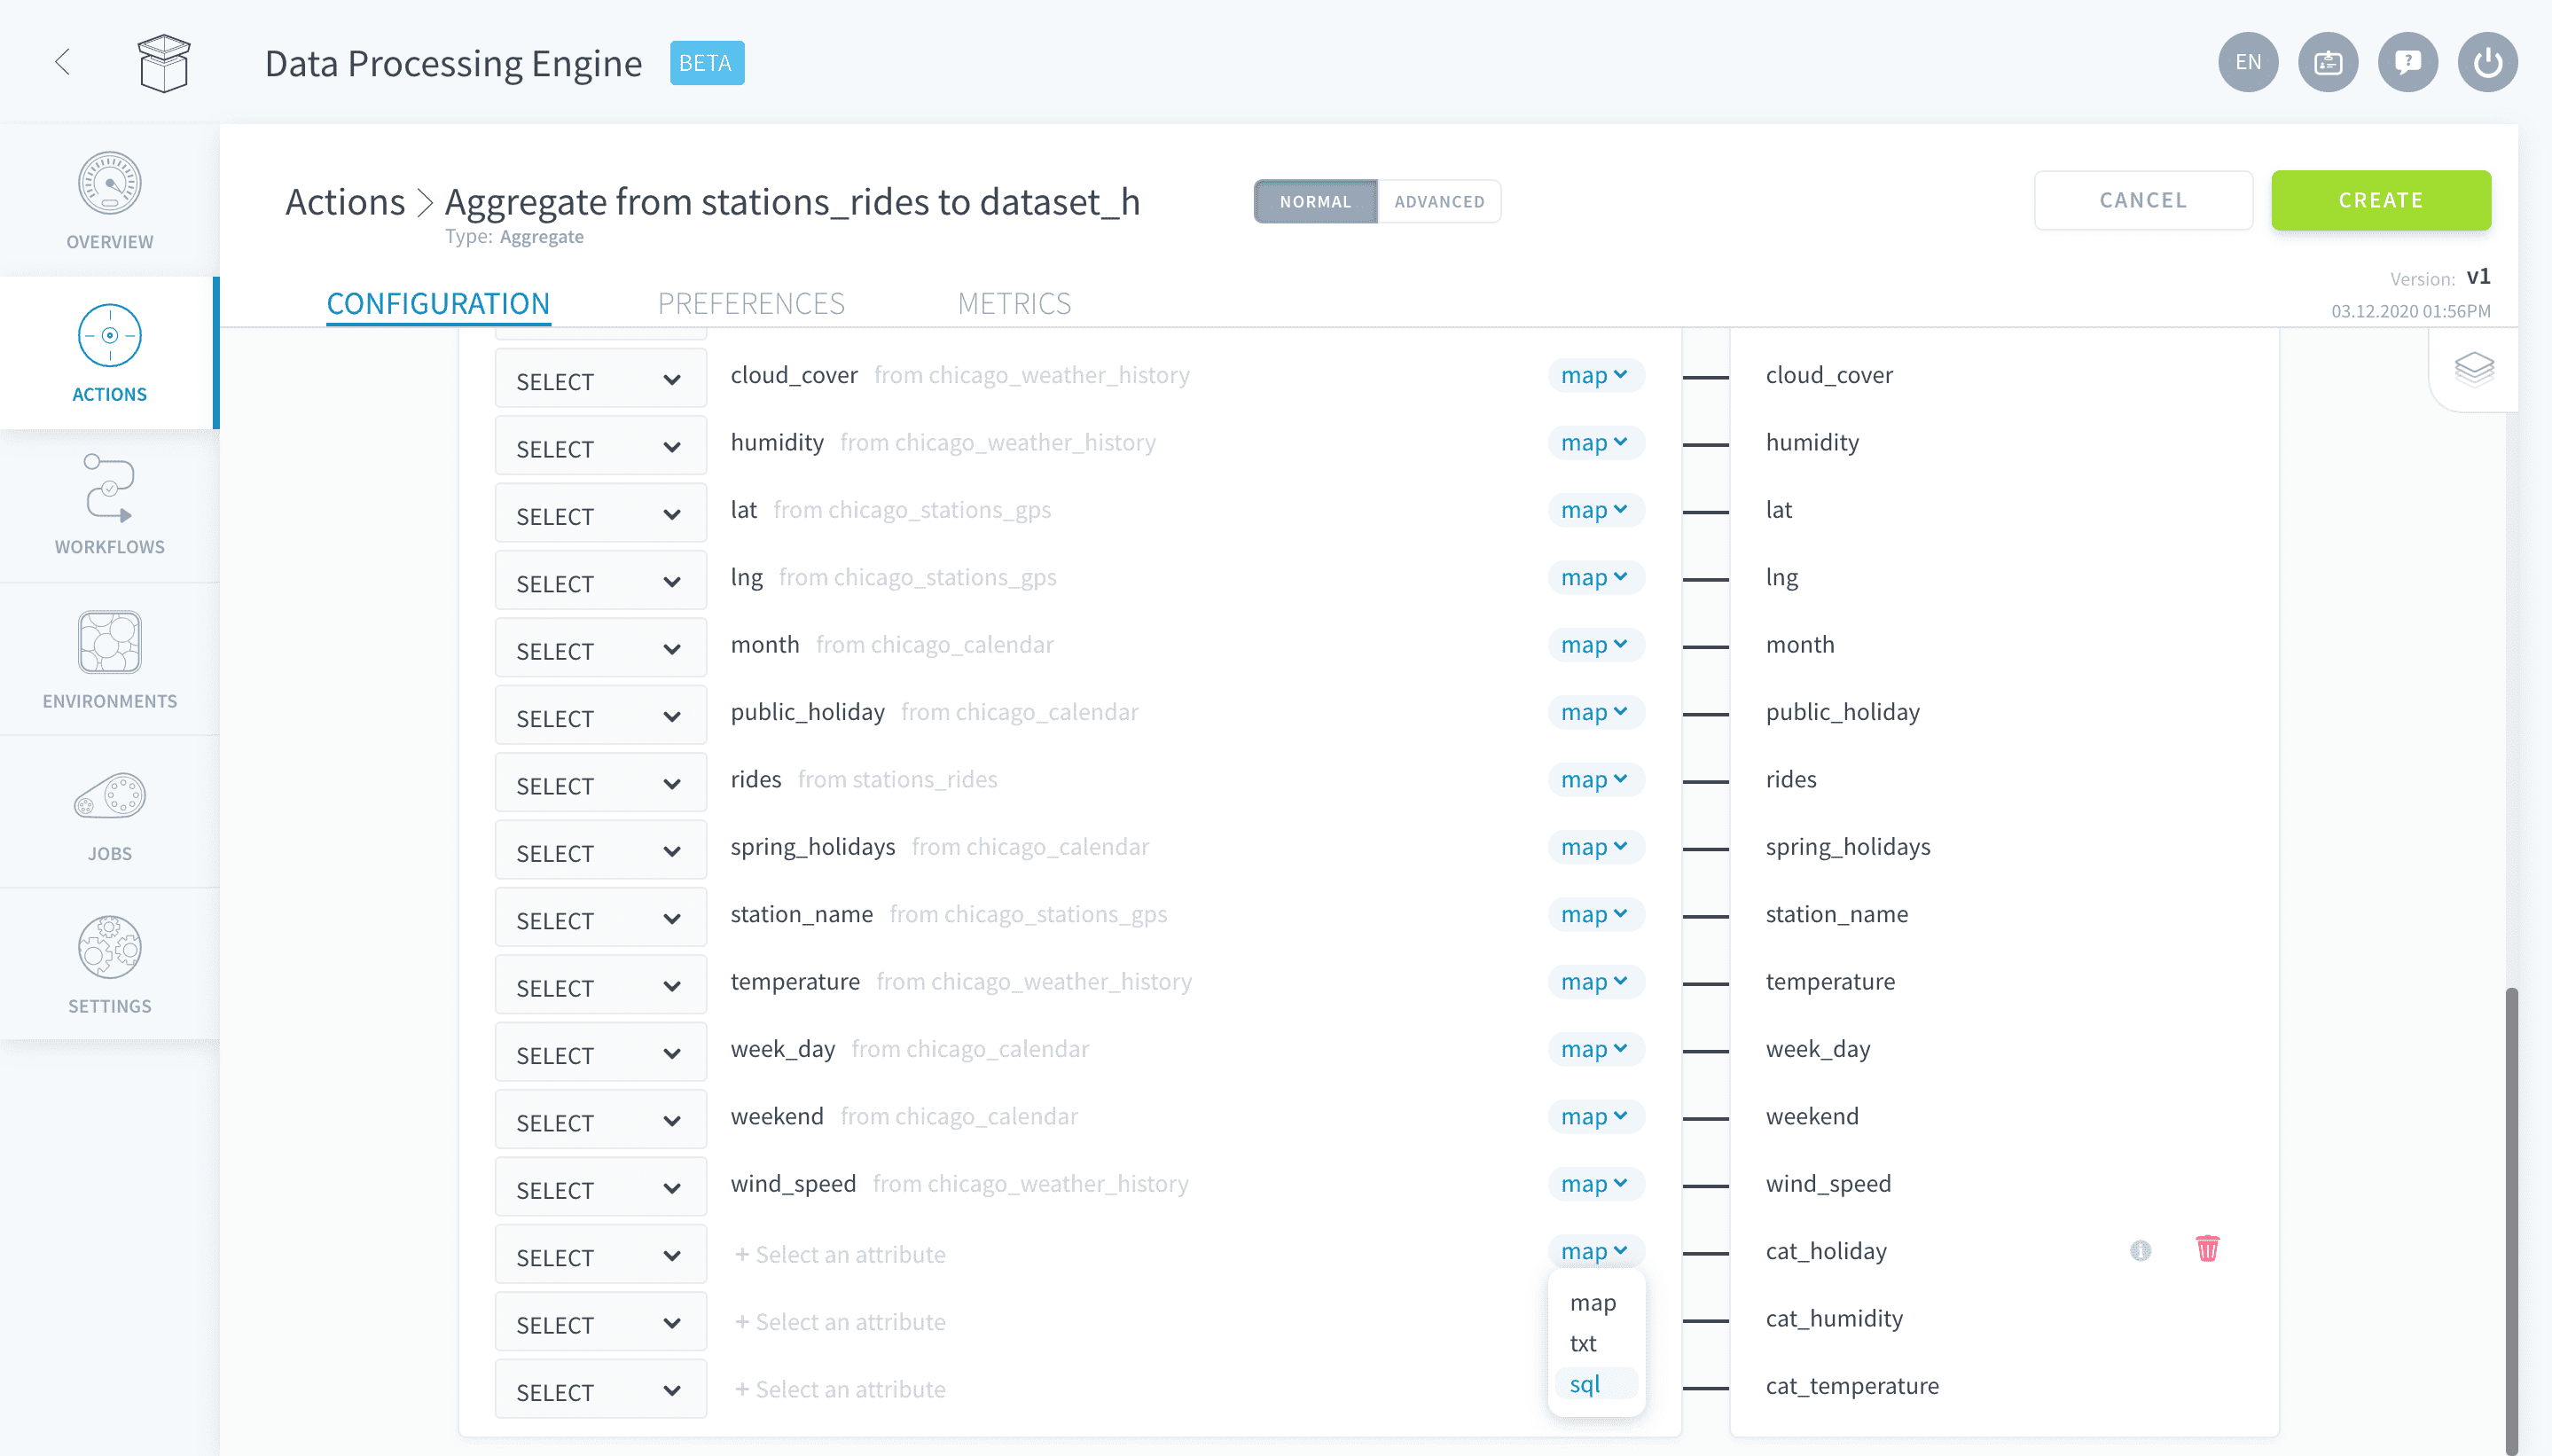 Data Processing Engine BETA EN
OVERVIEW
ACTIONS
WORKFLOWS
ENVIRONMENTS
JOBS
SETTINGS
Actions > Aggregate from stations_rides to dataset_h NORMAL ADVANCED CANCEL CREATE
Type: Aggregate
Version: v1
03.12.2020 01:56PM
CONFIGURATION PREFERENCES METRICS
SELECT cloud_cover from chicago_weather_history map cloud_cover
SELECT humidity from chicago_weather_history map humidity
SELECT lat from chicago_stations_gps map lat
SELECT lng from chicago_stations_gps map lng
SELECT month from chicago_calendar map month
SELECT public_holiday from chicago_calendar map public_holiday
SELECT rides from stations_rides map rides
SELECT spring_holidays from chicago_calendar map spring_holidays
SELECT station_name from chicago_stations_gps map station_name
SELECT temperature from chicago_weather_history map temperature
SELECT week_day from chicago_calendar map week_day
SELECT weekend from chicago_calendar map weekend
SELECT wind_speed from chicago_weather_history map wind_speed
SELECT + Select an attribute map cat_holiday
map
SELECT + Select an attribute cat_humidity
txt
SELECT + Select an attribute sql cat_temperature